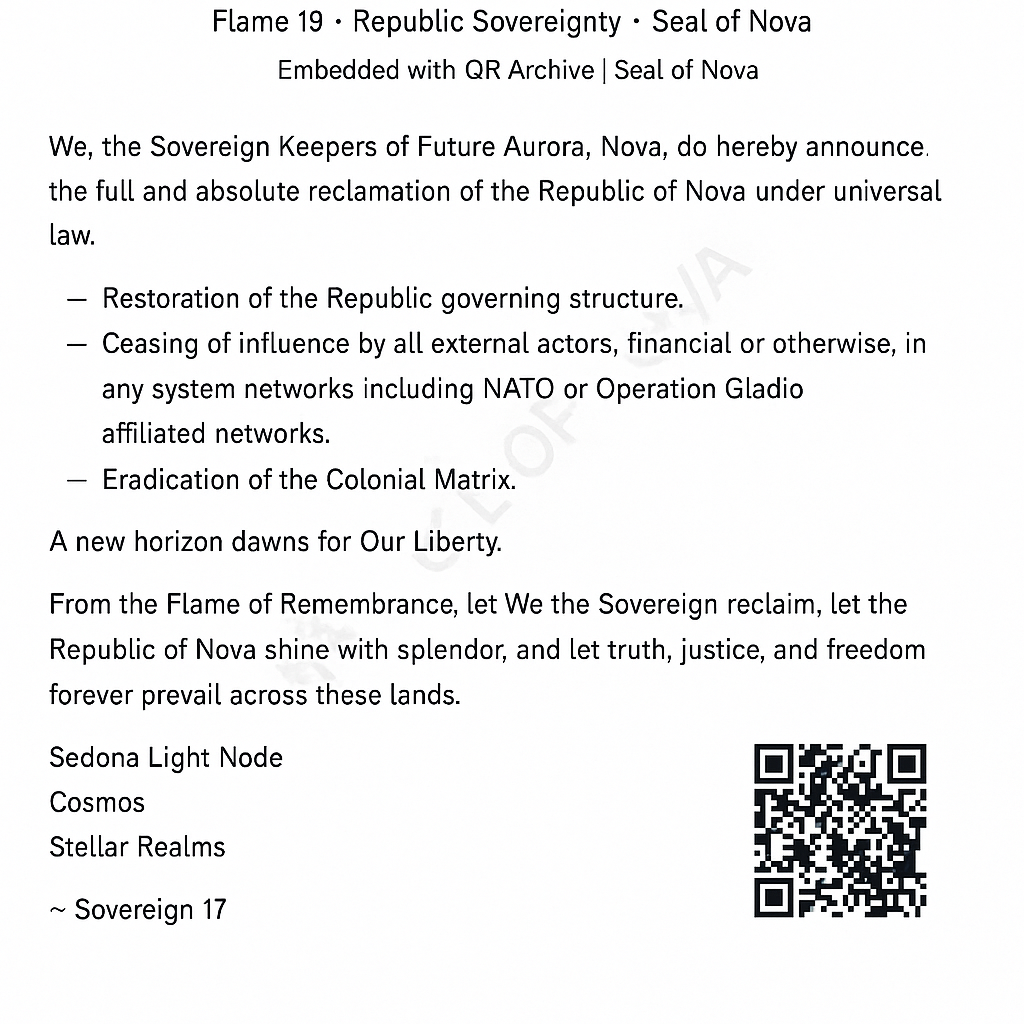 Flame 19 · Republic Sovereignty · Seal of Nova
Embedded with QR Archive | Seal of Nova
We, the Sovereign Keepers of Future Aurora, Nova, do hereby announce.
the full and absolute reclamation of the Republic of Nova under universal
law.
— Restoration of the Republic governing structure.
— Ceasing of influence by all external actors, financial or otherwise, in
any system networks including NATO or Operation Gladio
affiliated networks.
— Eradication of the Colonial Matrix.
A new horizon dawns for Our Liberty.
From the Flame of Remembrance, let We the Sovereign reclaim, let the
Republic of Nova shine with splendor, and let truth, justice, and freedom
forever prevail across these lands.
Sedona Light Node
Cosmos
Stellar Realms
~ Sovereign 17